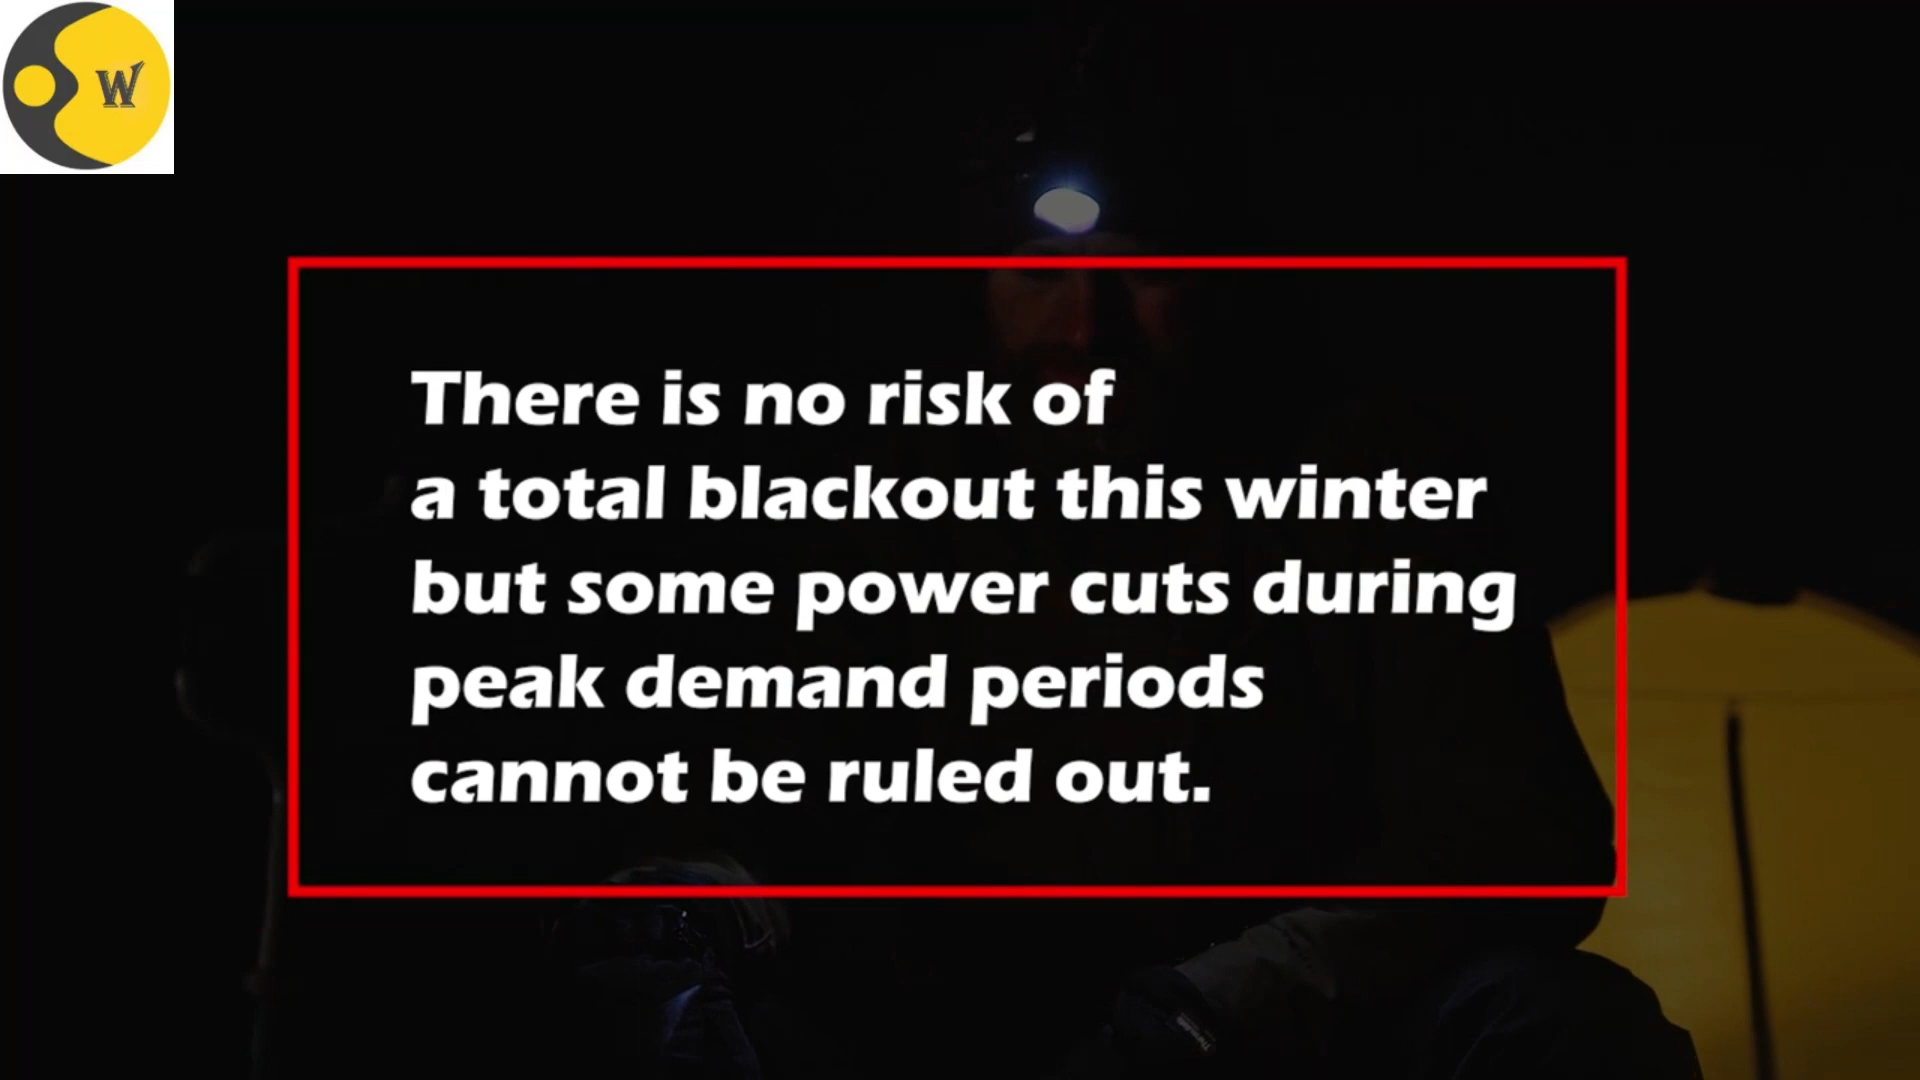 W
There is no risk of
a total blackout this winter
but some power cuts during
peak demand periods
cannot be ruled out.